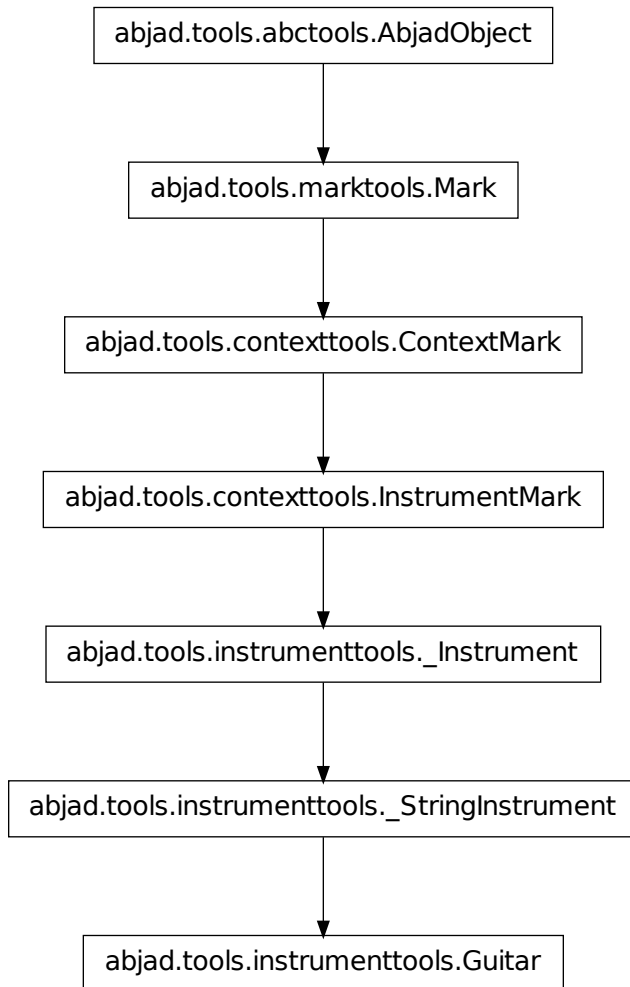 abjad.tools.abctools.AbjadObject
abjad.tools.marktools.Mark
abjad.tools.contexttools.ContextMark
abjad.tools.contexttools.InstrumentMark
abjad.tools.instrumenttools._Instrument
abjad.tools.instrumenttools._StringInstrument
abjad.tools.instrumenttools.Guitar